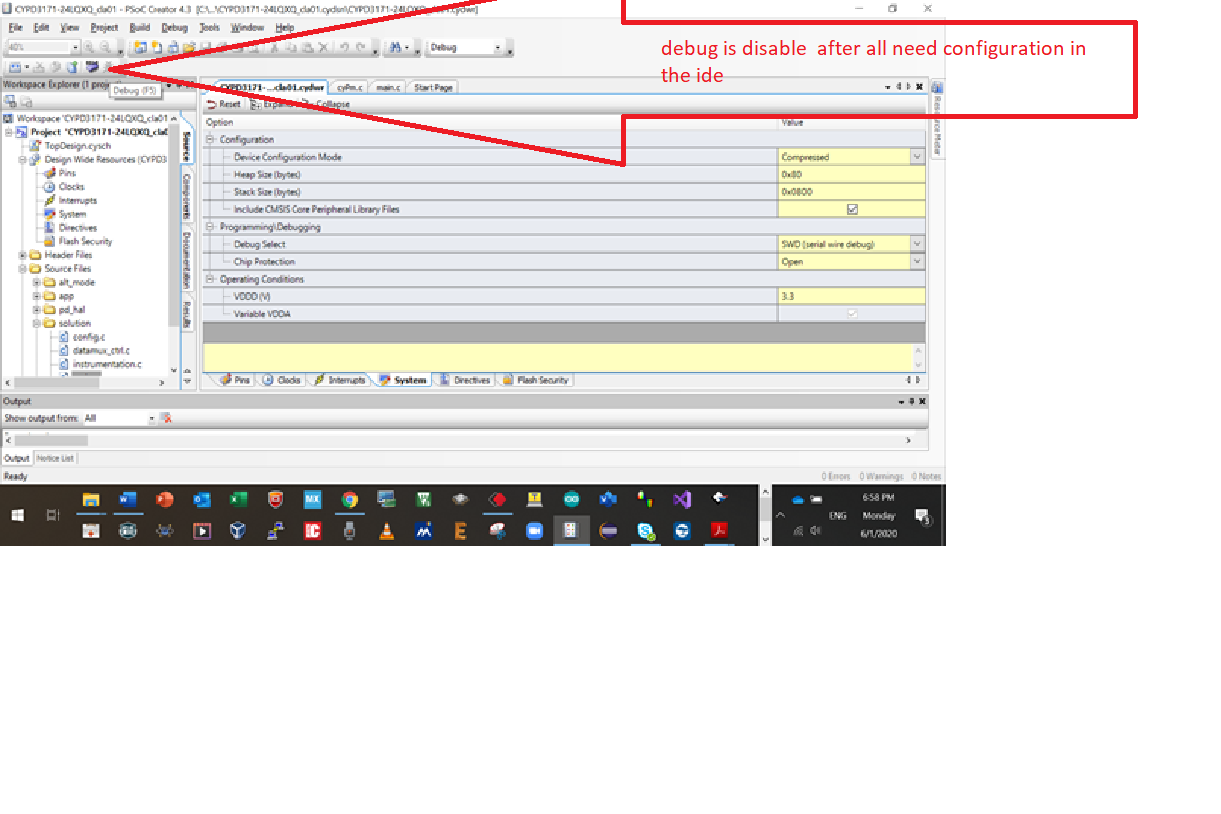 CYPD3171-24LQXQ_cla01 - PSoC Creator 4.3 [C:\...\CYPD3171-24LQXQ_cla01.cydsn\CYPD3171-24LQXQ_cla01.cydwr]
File Edit View Project Build Debug Tools Window Help
debug is disable after all need configuration in
the ide
40% Debug
Workspace Explorer (1 proj
Debug (F5)
CYPD3171-...cla01.cydwr cyPm.c main.c Start Page
Reset Expand Collapse
Resource Meter
Workspace 'CYPD3171-24LQXQ_cla01
Project 'CYPD3171-24LQXQ_cla0
TopDesign.cysch
Design Wide Resources (CYPD3
Pins
Clocks
Interrupts
System
Directives
Flash Security
Header Files
Source Files
alt_mode
app
pd_hal
solution
config.c
datamux_ctrl.c
instrumentation.c
Source
Components
Documentation
Results
Option Value
Configuration
Device Configuration Mode Compressed
Heap Size (bytes) 0x80
Stack Size (bytes) 0x0800
Include CMSIS Core Peripheral Library Files
Programming\Debugging
Debug Select SWD (serial wire debug)
Chip Protection Open
Operating Conditions
VDDD (V) 3.3
Variable VDDA
Pins Clocks Interrupts System Directives Flash Security
Output
Show output from: All
Output Notice List
Ready 0 Errors 0 Warnings 0 Notes
MX
IC
E
6:58 PM
ENG Monday
6/1/2020
3